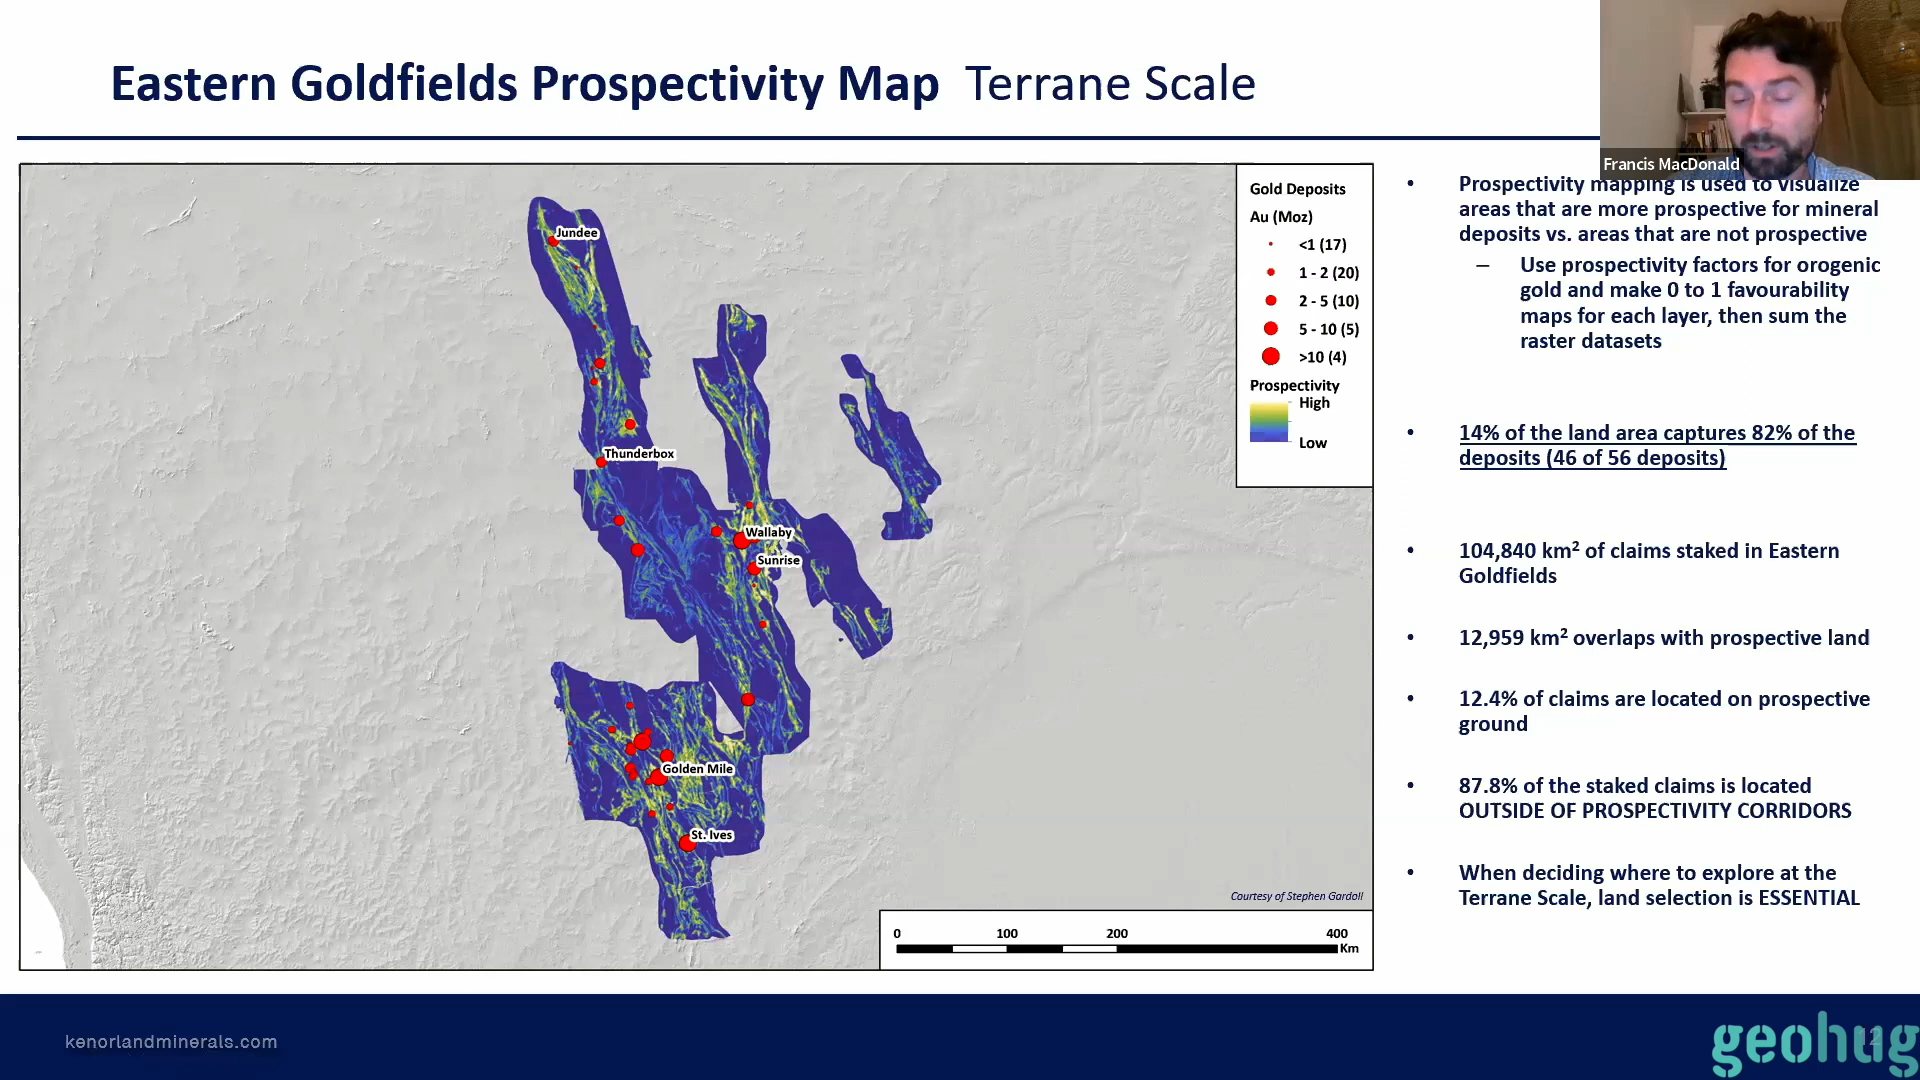 Eastern Goldfields Prospectivity Map Terrane Scale
Francis MacDonald
Jundee
Thunderbox
Wallaby
Sunrise
Golden Mile
St. Ives
Gold Deposits
Au (Moz)
<1 (17)
1 - 2 (20)
2 - 5 (10)
5 - 10 (5)
>10 (4)
Prospectivity
High
Low
Courtesy of Stephen Gardoll
0 100 200 400
Km
• Prospectivity mapping is used to visualize
areas that are more prospective for mineral
deposits vs. areas that are not prospective
– Use prospectivity factors for orogenic
gold and make 0 to 1 favourability
maps for each layer, then sum the
raster datasets
• 14% of the land area captures 82% of the
deposits (46 of 56 deposits)
• 104,840 km² of claims staked in Eastern
Goldfields
• 12,959 km² overlaps with prospective land
• 12.4% of claims are located on prospective
ground
• 87.8% of the staked claims is located
OUTSIDE OF PROSPECTIVITY CORRIDORS
• When deciding where to explore at the
Terrane Scale, land selection is ESSENTIAL
kenorlandminerals.com
geohug
12